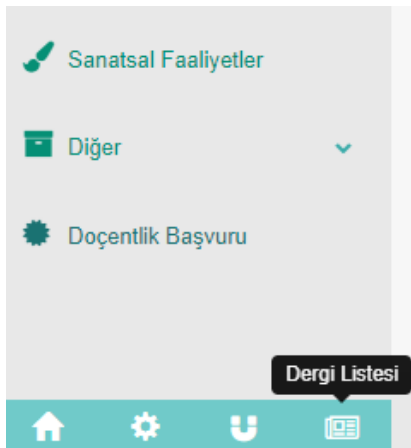 Sanatsal Faaliyetler
Diğer
Doçentlik Başvuru
Dergi Listesi